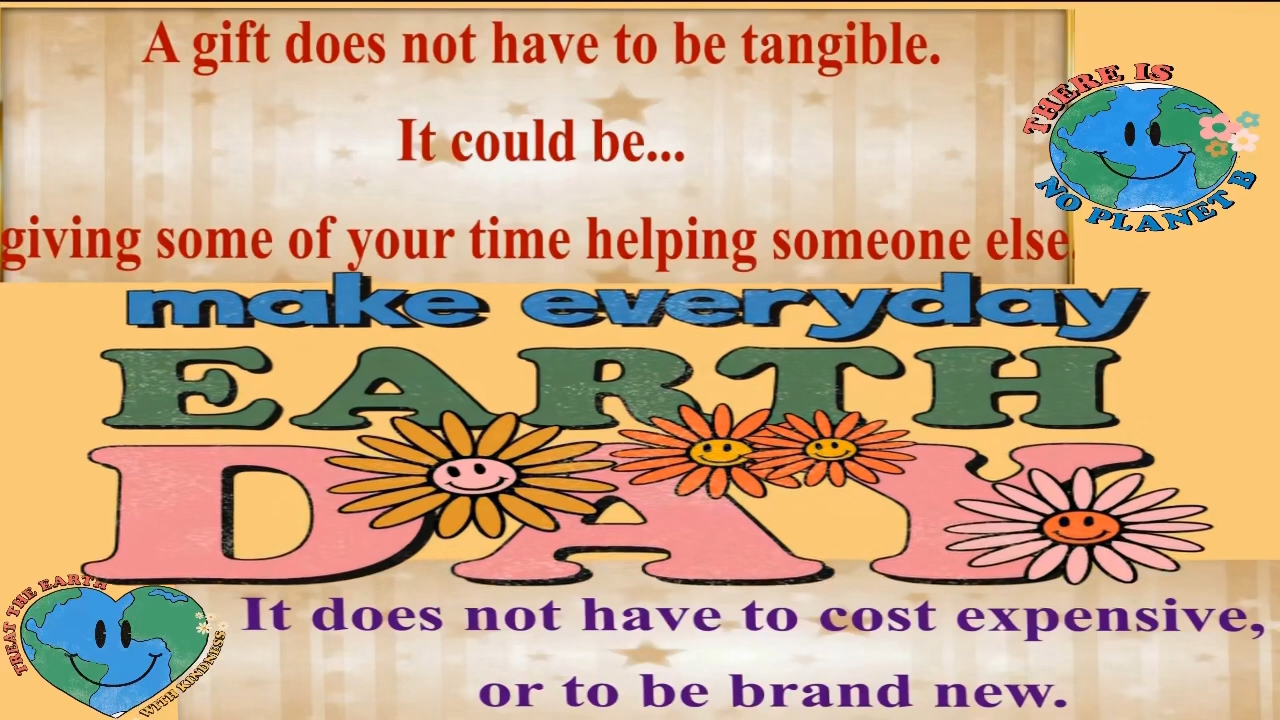 A gift does not have to be tangible.
THERE IS
NO PLANET B
It could be...
giving some of your time helping someone else.
make everyday
EARTH
DAY
TREAT THE EARTH
WITH KINDNESS
It does not have to cost expensive,
or to be brand new.